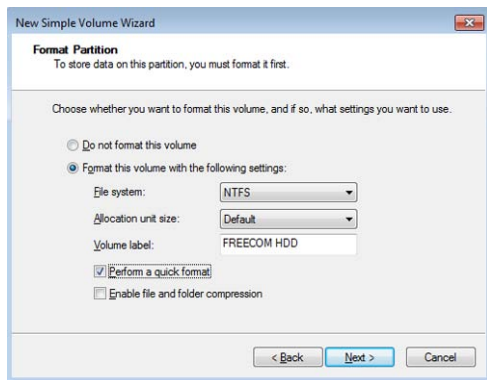 New Simple Volume Wizard
Format Partition
To store data on this partition, you must format it first.
Choose whether you want to format this volume, and if so, what settings you want to use.
Do not format this volume
Format this volume with the following settings:
File system: NTFS
Allocation unit size: Default
Volume label: FREECOM HDD
Perform a quick format
Enable file and folder compression
< Back Next > Cancel